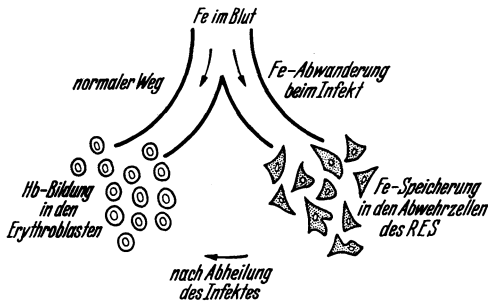 Fe im Blut
normaler Weg
Fe-Abwanderung
beim Infekt
Hb-Bildung
in den
Erythroblasten
Fe-Speicherung
in den Abwehrzellen
des R.E.S
nach Abheilung
des Infektes